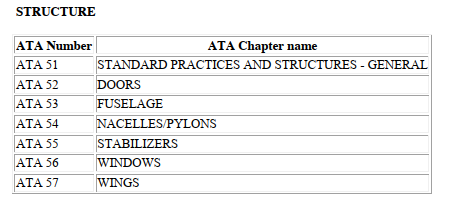 STRUCTURE
ATA Number ATA Chapter name
ATA 51 STANDARD PRACTICES AND STRUCTURES - GENERAL
ATA 52 DOORS
ATA 53 FUSELAGE
ATA 54 NACELLES/PYLONS
ATA 55 STABILIZERS
ATA 56 WINDOWS
ATA 57 WINGS